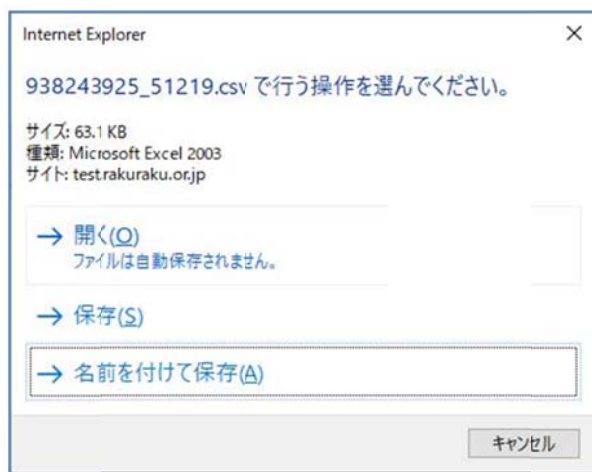 Internet Explorer
938243925_51219.csv で行う操作を選んでください。
サイズ: 63.1 KB
種類: Microsoft Excel 2003
サイト: test.rakuraku.or.jp
→ 開く(O)
ファイルは自動保存されません。
→ 保存(S)
→ 名前を付けて保存(A)
キャンセル